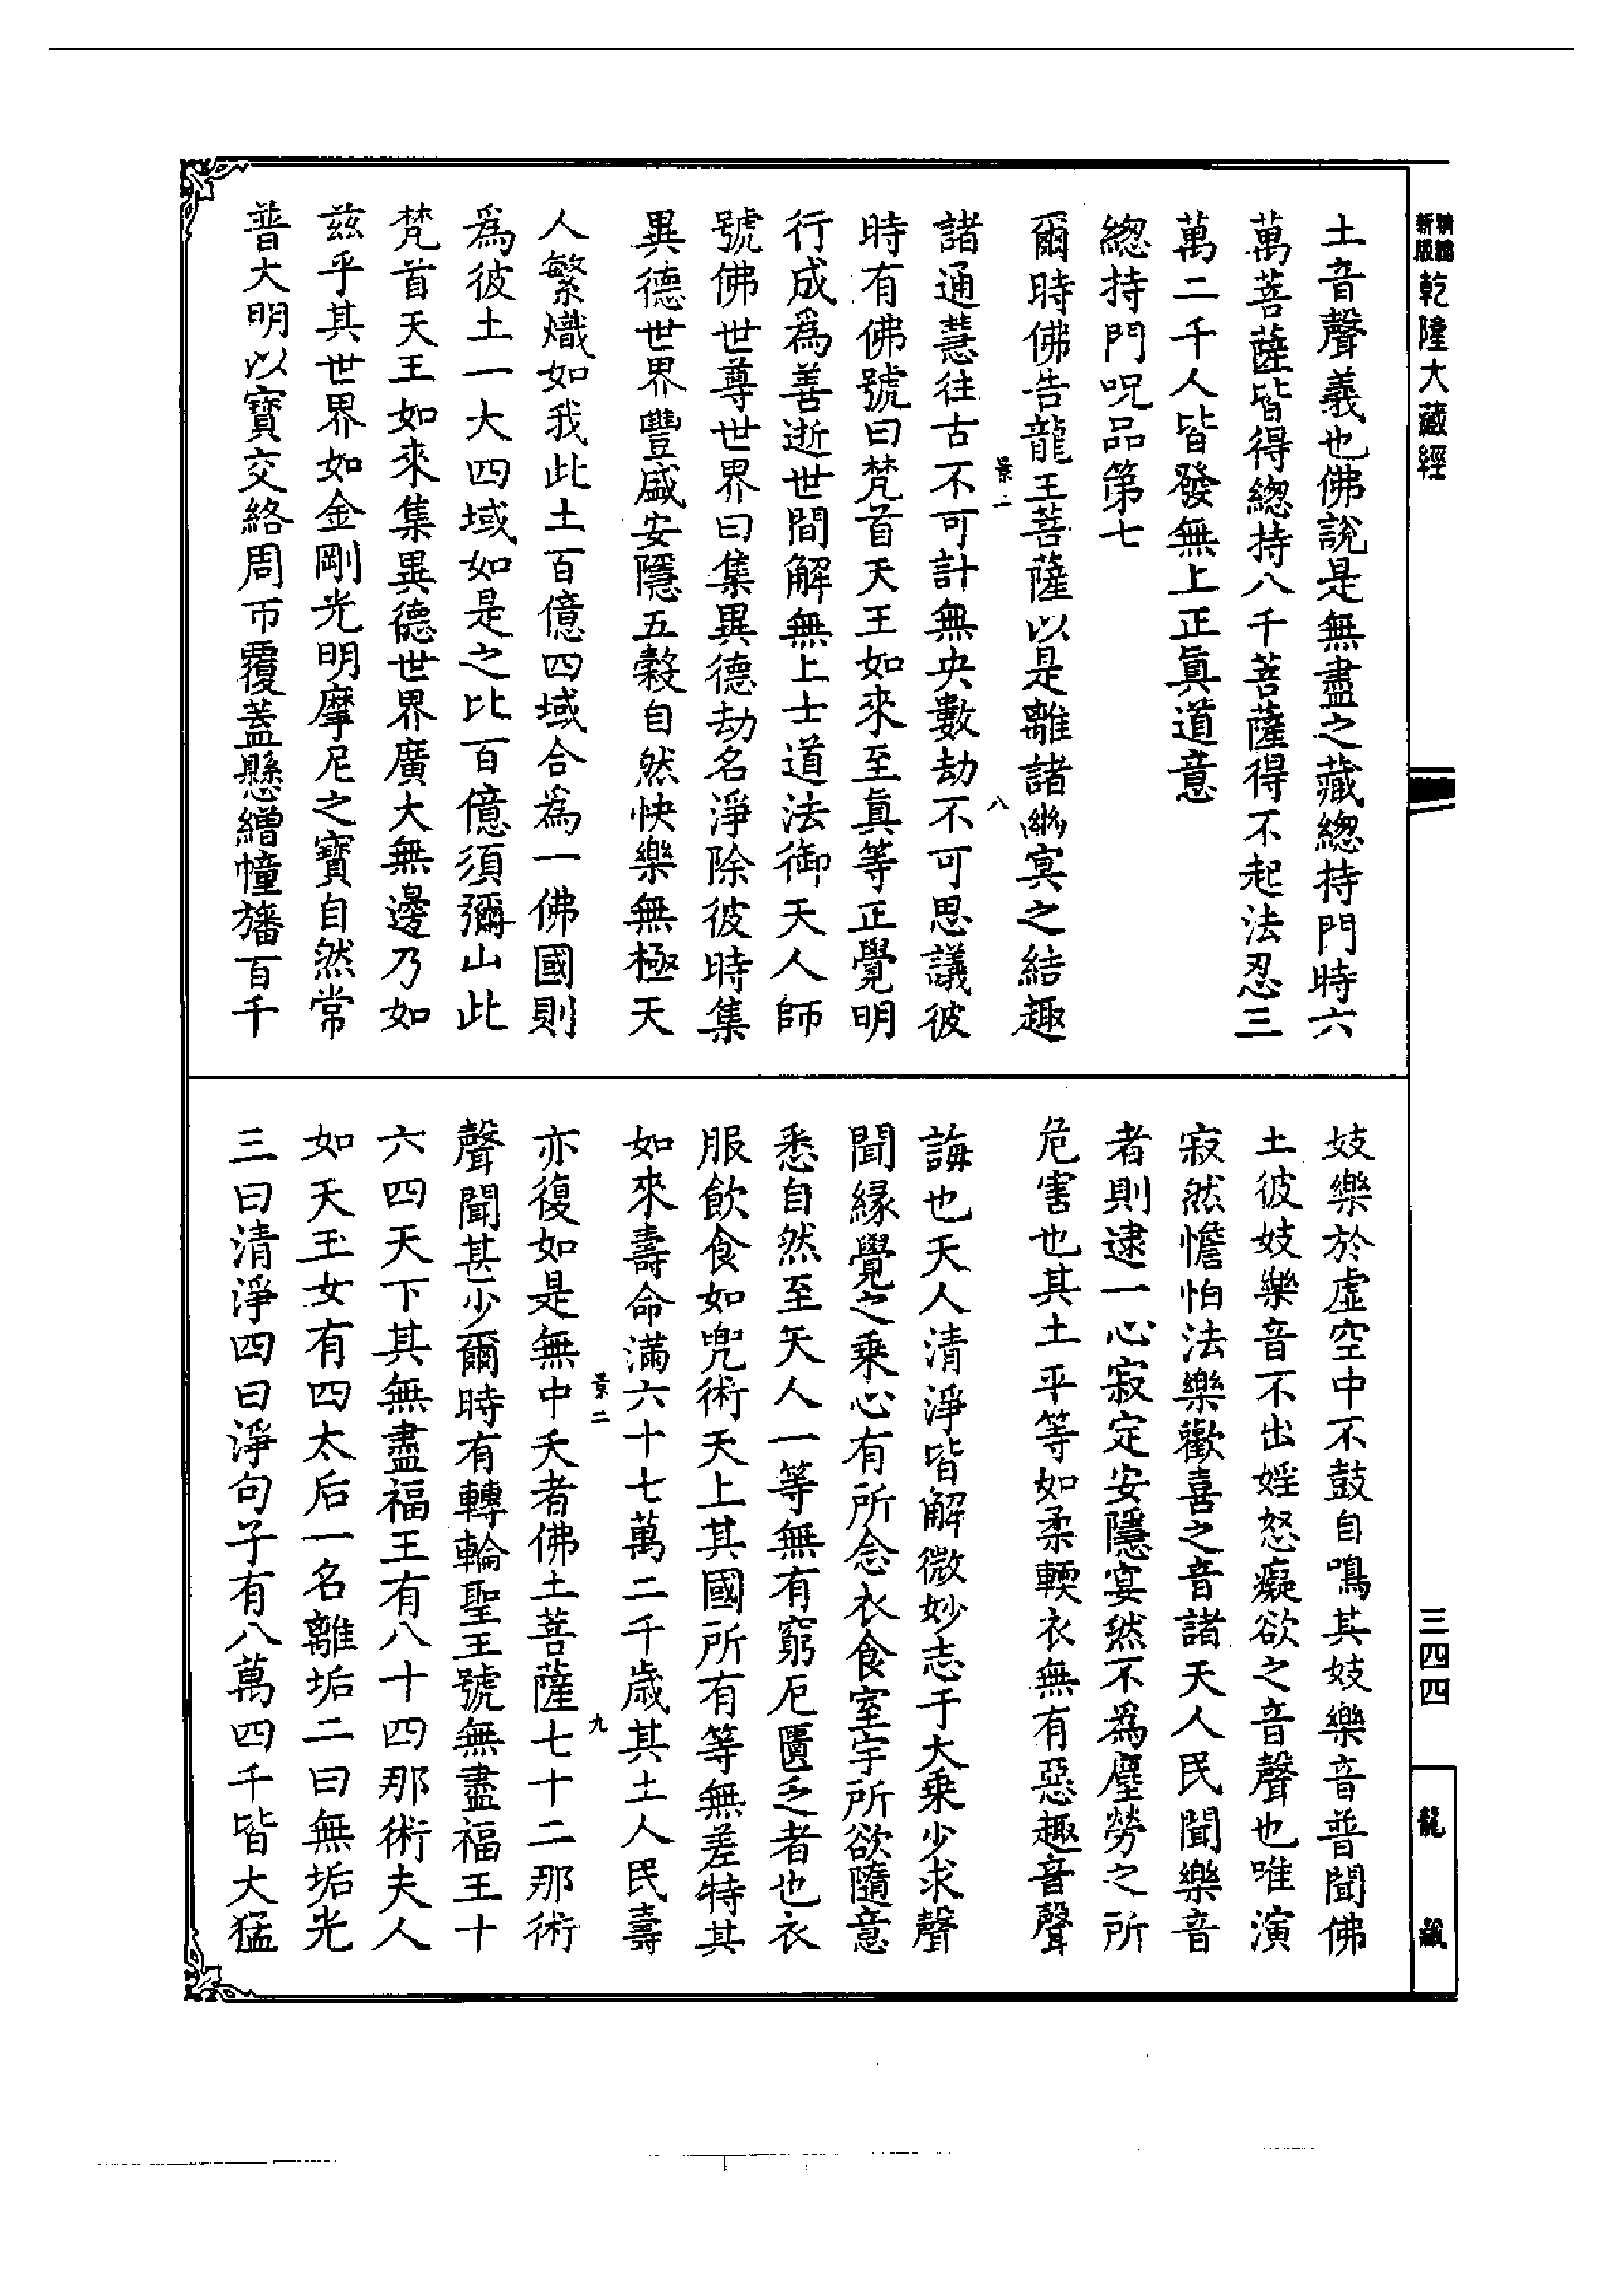 新編
新版
乾隆大藏經
三四四
龍藏
土音聲義也佛說是無盡之藏總持門時六
萬菩薩皆得總持八千菩薩得不起法忍三
萬二千人皆發無上正眞道意
總持門呪品第七
爾時佛告龍王菩薩以是離諸幽冥之結趣
景一
八
諸通慧往古不可計無央數劫不可思議彼
時有佛號曰梵首天王如來至眞等正覺明
行成爲善逝世間解無上士道法御天人師
號佛世尊世界曰集異德劫名淨除彼時集
異德世界豐盛安隱五穀自然快樂無極天
人繁熾如我此土百億四域合爲一佛國則
爲彼土一大四域如是之比百億須彌山此
梵首天王如來集異德世界廣大無邊乃如
茲乎其世界如金剛光明摩尼之寶自然常
普大明以寶交絡周帀覆蓋懸繒幢旛百千
妓樂於虛空中不鼓自鳴其妓樂音普聞佛
土彼妓樂音不出婬怒癡欲之音聲也唯演
寂然憺怕法樂歡喜之音諸天人民聞樂音
者則逮一心寂定安隱宴然不爲塵勞之所
危害也其土平等如柔輭衣無有惡趣音聲
誨也天人清淨皆解微妙志于大乘少求聲
聞緣覺之乘心有所念衣食室宇所欲隨意
悉自然至天人一等無有窮厄匱乏者也衣
服飲食如兜術天上其國所有等無差特其
如來壽命滿六十七萬二千歲其土人民壽
景二
九
亦復如是無中夭者佛土菩薩七十二那術
聲聞甚少爾時有轉輪聖王號無盡福王十
六四天下其無盡福王有八十四那術夫人
如天玉女有四太后一名離垢二曰無垢光
三曰清淨四曰淨句子有八萬四千皆大猛